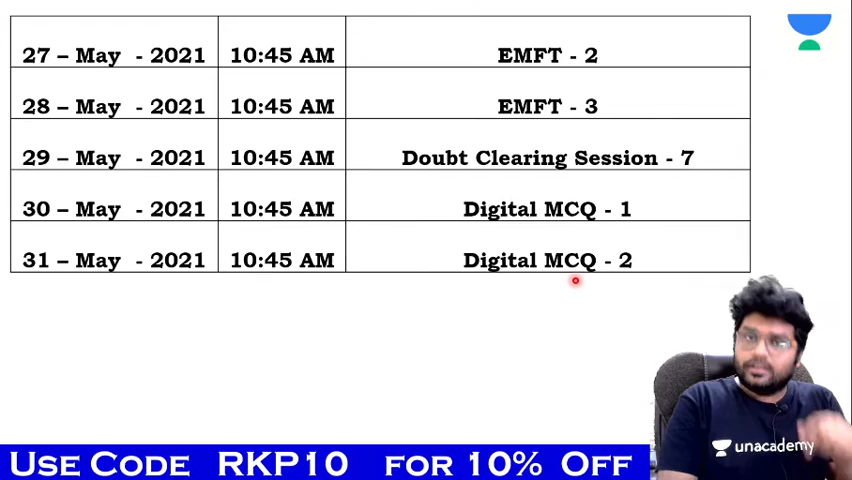 27 – May - 2021 10:45 AM EMFT - 2
28 – May - 2021 10:45 AM EMFT - 3
29 – May - 2021 10:45 AM Doubt Clearing Session - 7
30 – May - 2021 10:45 AM Digital MCQ - 1
31 – May - 2021 10:45 AM Digital MCQ - 2
unacademy
USE CODE RKP10 FOR 10% OFF